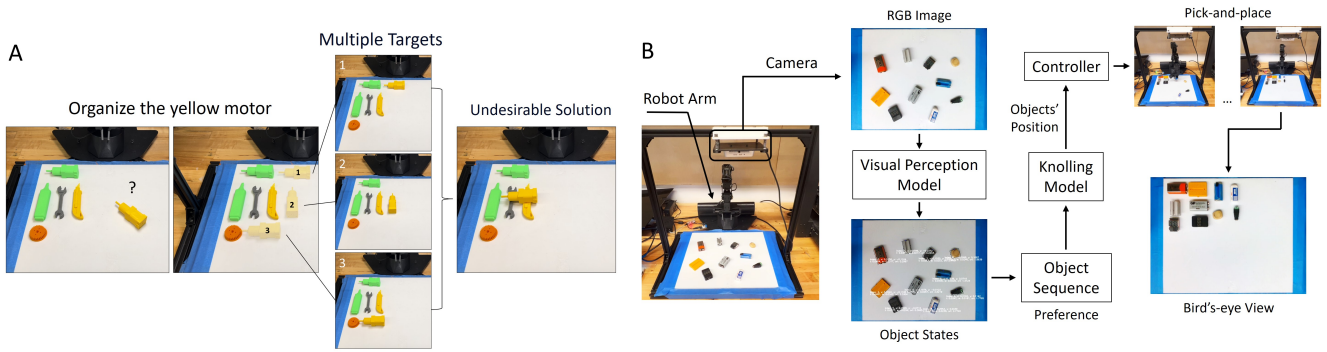 A
Organize the yellow motor
?
1
2
3
Multiple Targets
1
2
3
Undesirable Solution
B
Robot Arm
Camera
RGB Image
Visual Perception
Model
Object States
Object
Sequence
Preference
Knolling
Model
Objects'
Position
Controller
Pick-and-place
...
Bird's-eye View